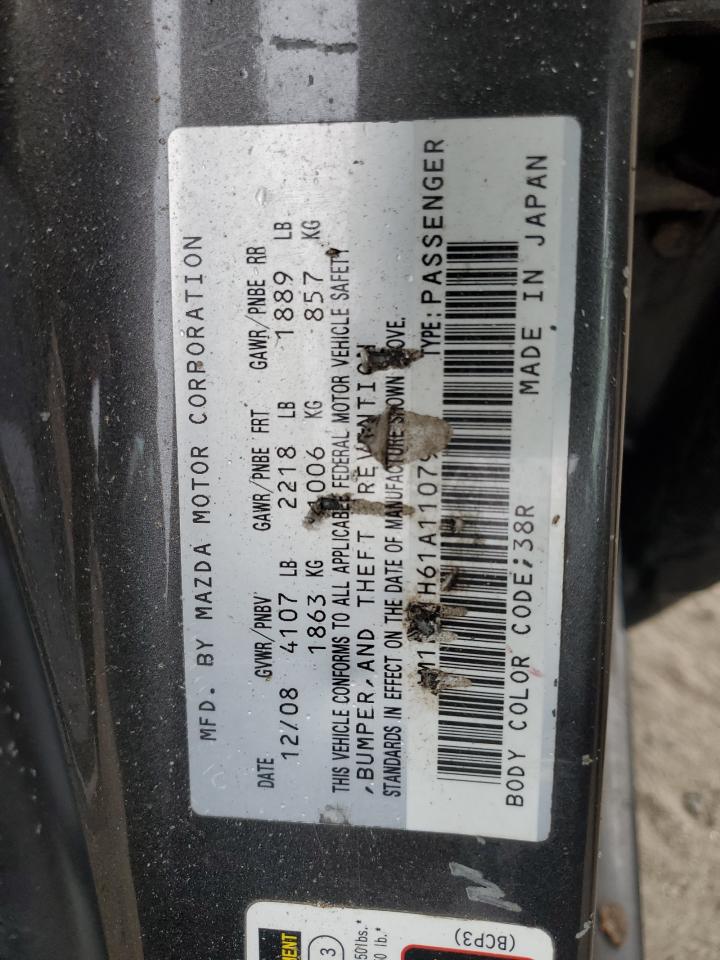 MFD. BY MAZDA MOTOR CORPORATION
DATE GVWR/PNBV GAWR/PNBE FRT GAWR/PNBE RR
12/08 4107 LB 2218 LB 1889 LB
1863 KG 1006 KG 857 KG
THIS VEHICLE CONFORMS TO ALL APPLICABLE FEDERAL MOTOR VEHICLE SAFETY
,BUMPER,AND THEFT PREVENTION
STANDARDS IN EFFECT ON THE DATE OF MANUFACTURE SHOWN ABOVE.
TYPE:PASSENGER
BODY COLOR CODE;38R MADE IN JAPAN
3
(BCP3)